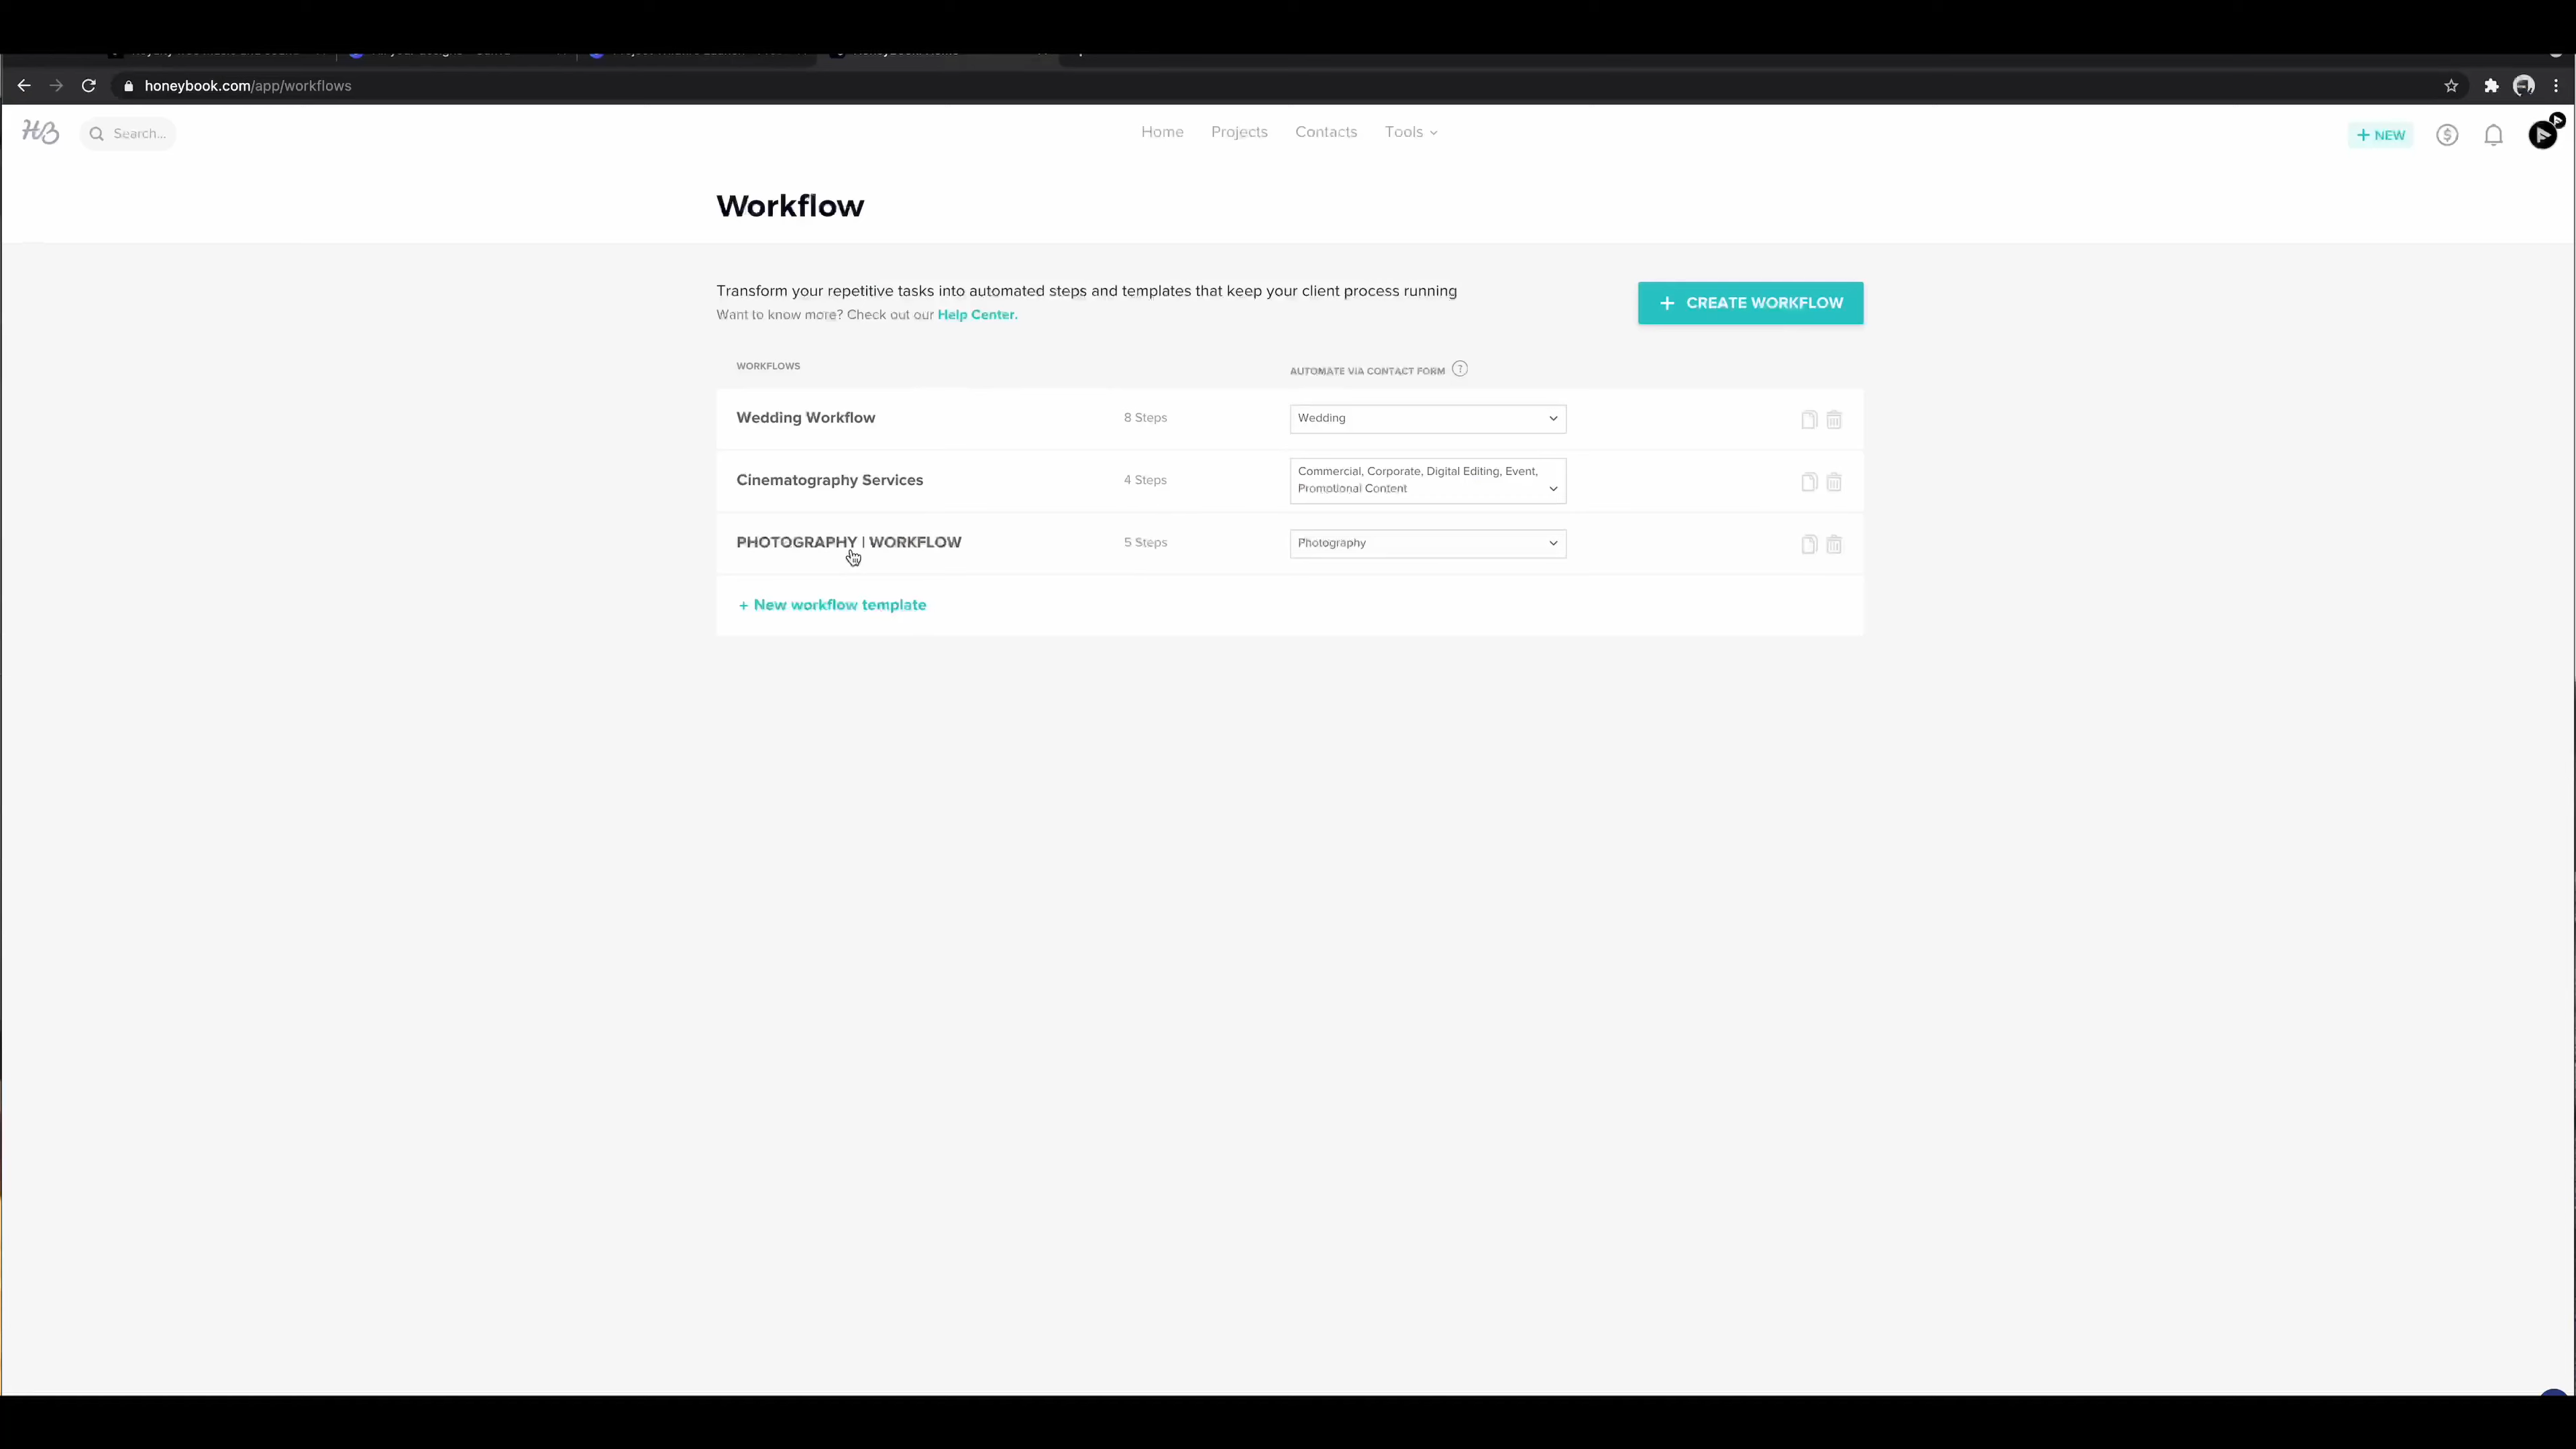 honeybook.com/app/workflows
HB
Search...
Home
Projects
Contacts
Tools
+ NEW
Workflow
Transform your repetitive tasks into automated steps and templates that keep your client process running
Want to know more? Check out our Help Center.
+ CREATE WORKFLOW
WORKFLOWS
AUTOMATE VIA CONTACT FORM ?
Wedding Workflow
8 Steps
Wedding
Cinematography Services
4 Steps
Commercial, Corporate, Digital Editing, Event,
Promotional Content
PHOTOGRAPHY | WORKFLOW
5 Steps
Photography
+ New workflow template